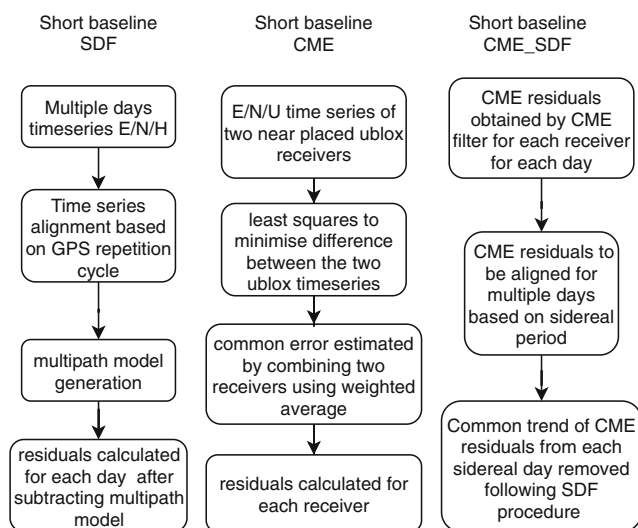 Short baseline
SDF
Multiple days
timeseries E/N/H
Time series
alignment based
on GPS repetition
cycle
multipath model
generation
residuals calculated
for each day after
subtracting multipath
model
Short baseline
CME
E/N/U time series of
two near placed ublox
receivers
least squares to
minimise difference
between the two
ublox timeseries
common error estimated
by combining two
receivers using weighted
average
residuals calculated for
each receiver
Short baseline
CME_SDF
CME residuals
obtained by CME
filter for each receiver
for each day
CME residuals to
be aligned for
multiple days
based on sidereal
period
Common trend of CME
residuals from each
sidereal day removed
following SDF
procedure